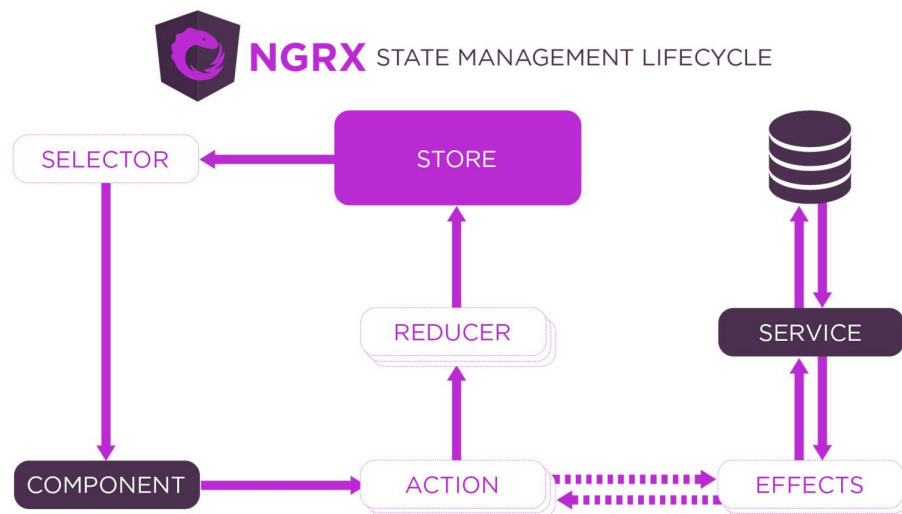 NGRX STATE MANAGEMENT LIFECYCLE
SELECTOR
STORE
REDUCER
SERVICE
COMPONENT
ACTION
EFFECTS